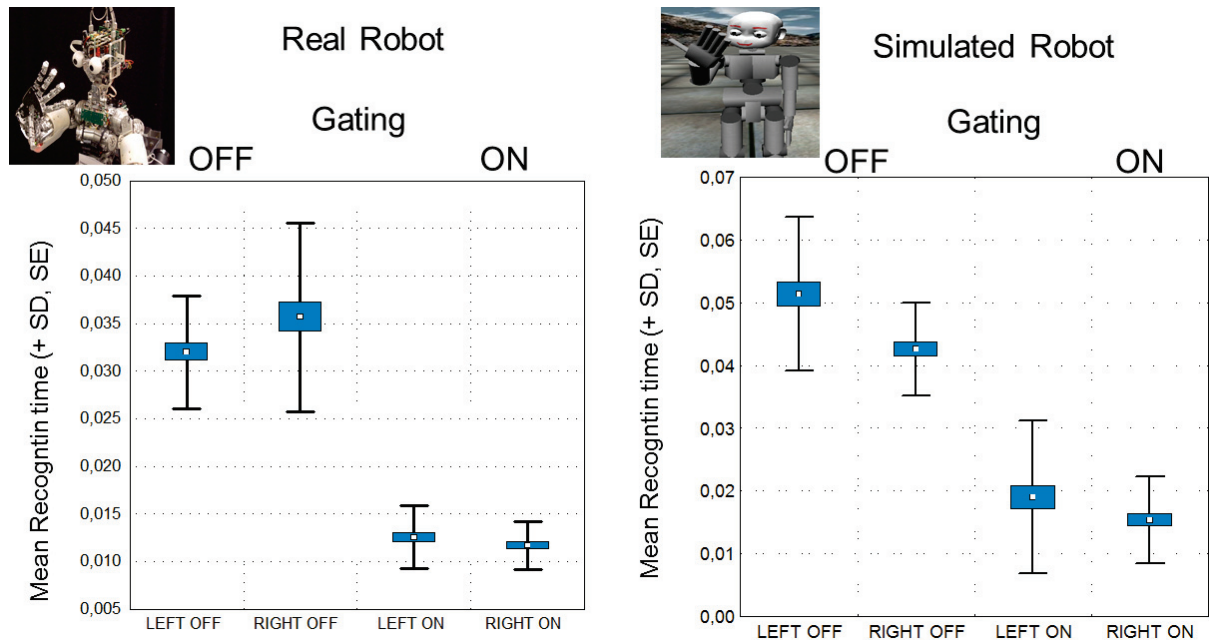 Real Robot
Gating
OFF ON
Mean Recogntin time (+ SD, SE)
0,050
0,045
0,040
0,035
0,030
0,025
0,020
0,015
0,010
0,005
LEFT OFF RIGHT OFF LEFT ON RIGHT ON
Simulated Robot
Gating
OFF ON
Mean Recogntin time (+ SD, SE)
0,07
0,06
0,05
0,04
0,03
0,02
0,01
0,00
LEFT OFF RIGHT OFF LEFT ON RIGHT ON